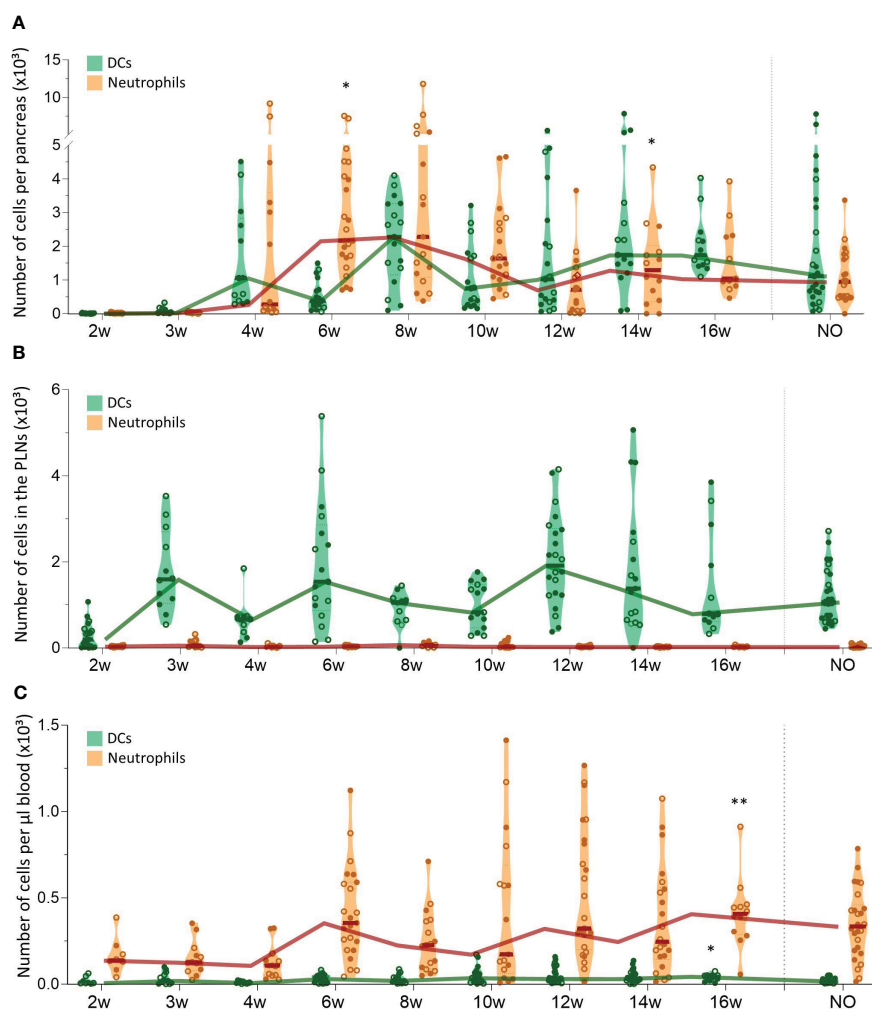 A
Number of cells per pancreas (x10³)
15
10
5
4
3
2
1
0
DCs
Neutrophils
*
*
2w 3w 4w 6w 8w 10w 12w 14w 16w NO
B
Number of cells in the PLNs (x10³)
6
4
2
0
DCs
Neutrophils
2w 3w 4w 6w 8w 10w 12w 14w 16w NO
C
Number of cells per µl blood (x10³)
1.5
1.0
0.5
0.0
DCs
Neutrophils
**
*
2w 3w 4w 6w 8w 10w 12w 14w 16w NO